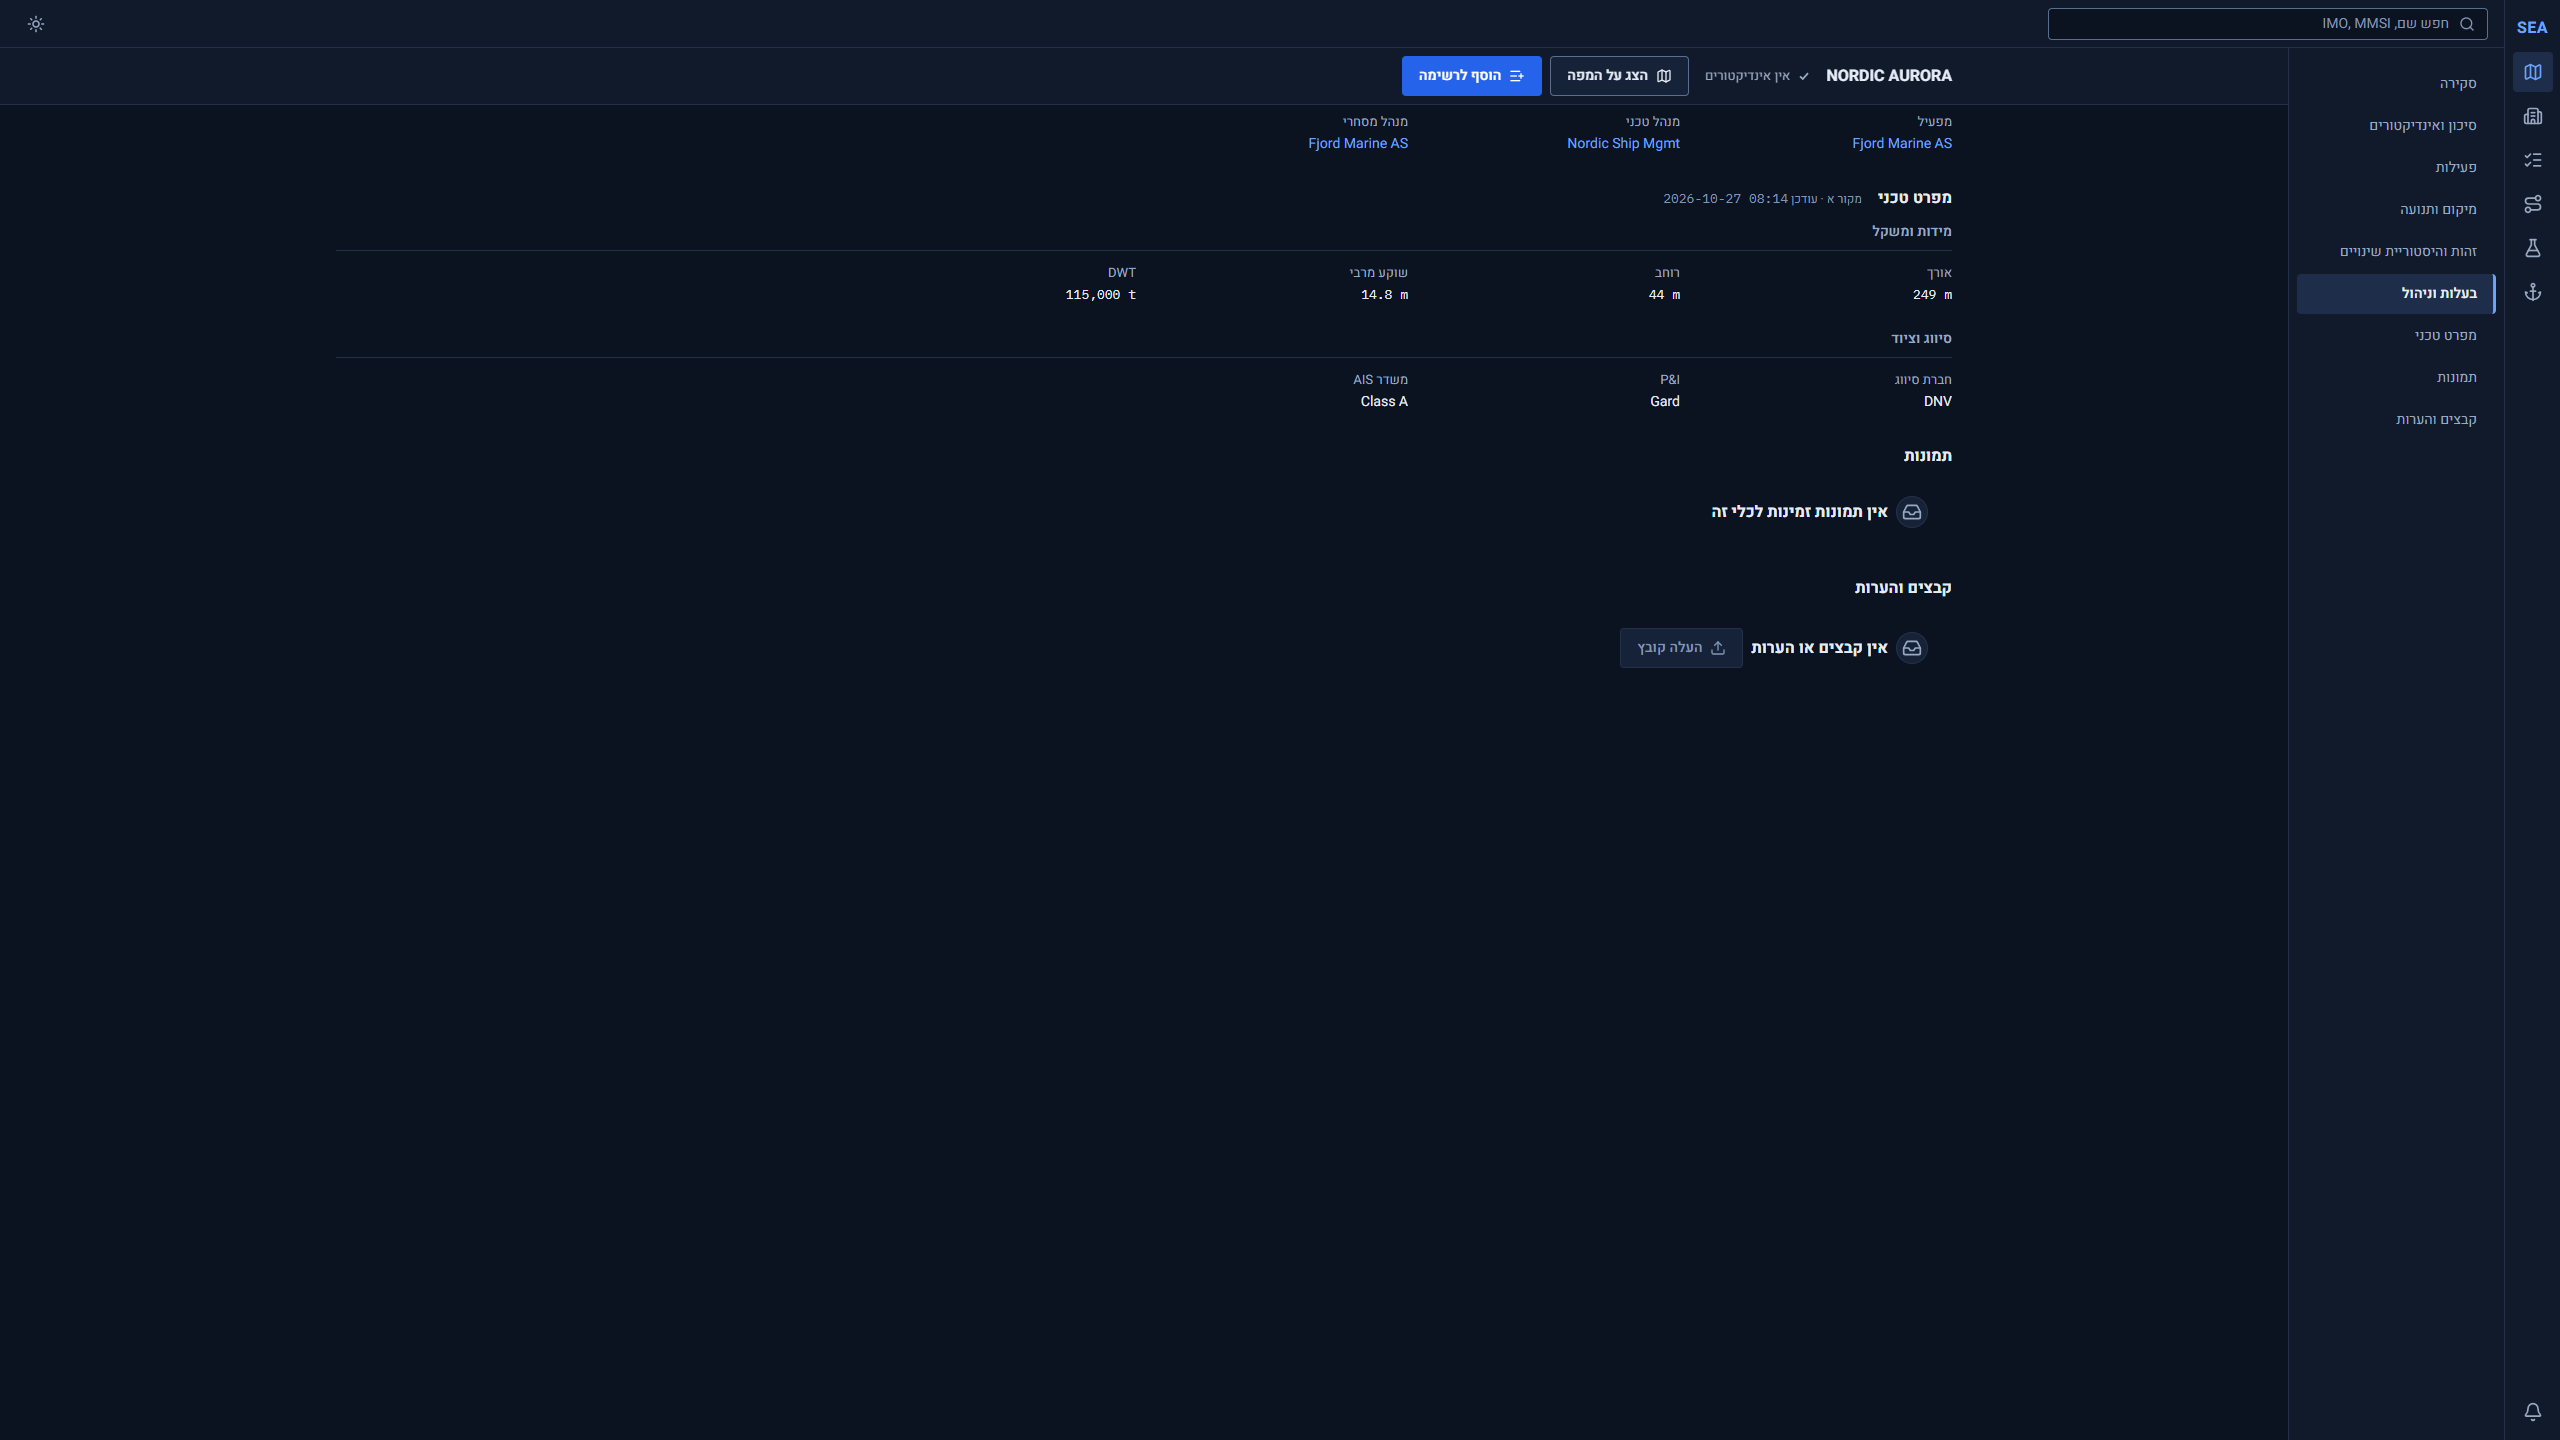 SEA
חפש שם, IMO, MMSI
סקירה
סיכון ואינדיקטורים
פעילות
מיקום ותנועה
זהות והיסטוריית שינויים
בעלות וניהול
מפרט טכני
תמונות
קבצים והערות
NORDIC AURORA אין אינדיקטורים הצג על המפה הוסף לרשימה
מפעיל מנהל טכני מנהל מסחרי
Fjord Marine AS Nordic Ship Mgmt Fjord Marine AS
מפרט טכני מקור א · עודכן 2026-10-27 08:14
מידות ומשקל
אורך רוחב שוקע מרבי DWT
249 m 44 m 14.8 m 115,000 t
סיווג וציוד
חברת סיווג P&I משדר AIS
DNV Gard Class A
תמונות
אין תמונות זמינות לכלי זה
קבצים והערות
אין קבצים או הערות העלה קובץ